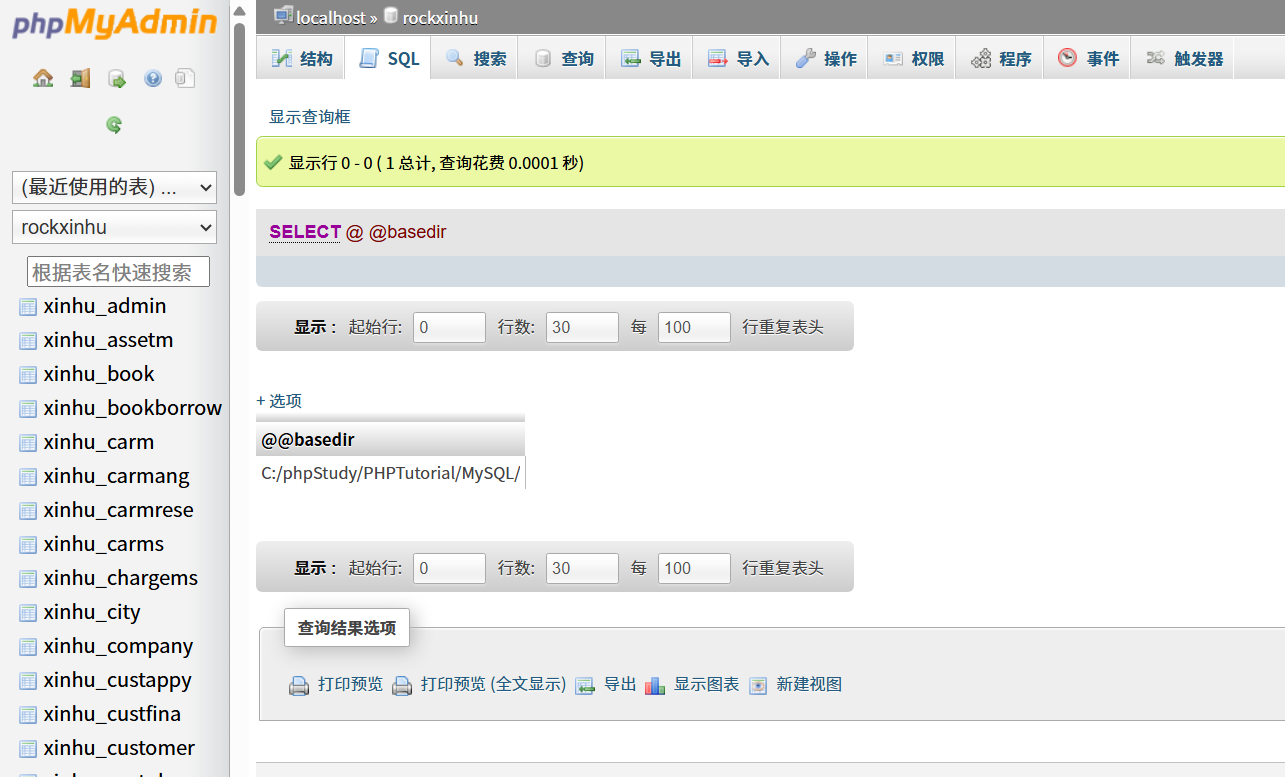 phpMyAdmin
(最近使用的表) ...
rockxinhu
根据表名快速搜索
xinhu_admin
xinhu_assetm
xinhu_book
xinhu_bookborrow
xinhu_carm
xinhu_carmang
xinhu_carmrese
xinhu_carms
xinhu_chargems
xinhu_city
xinhu_company
xinhu_custappy
xinhu_custfina
xinhu_customer
localhost » rockxinhu
结构 SQL 搜索 查询 导出 导入 操作 权限 程序 事件 触发器
显示查询框
显示行 0 - 0 ( 1 总计, 查询花费 0.0001 秒)
SELECT @ @basedir
显示 : 起始行: 0 行数: 30 每 100 行重复表头
+ 选项
@@basedir
C:/phpStudy/PHPTutorial/MySQL/
显示 : 起始行: 0 行数: 30 每 100 行重复表头
查询结果选项
打印预览 打印预览 (全文显示) 导出 显示图表 新建视图